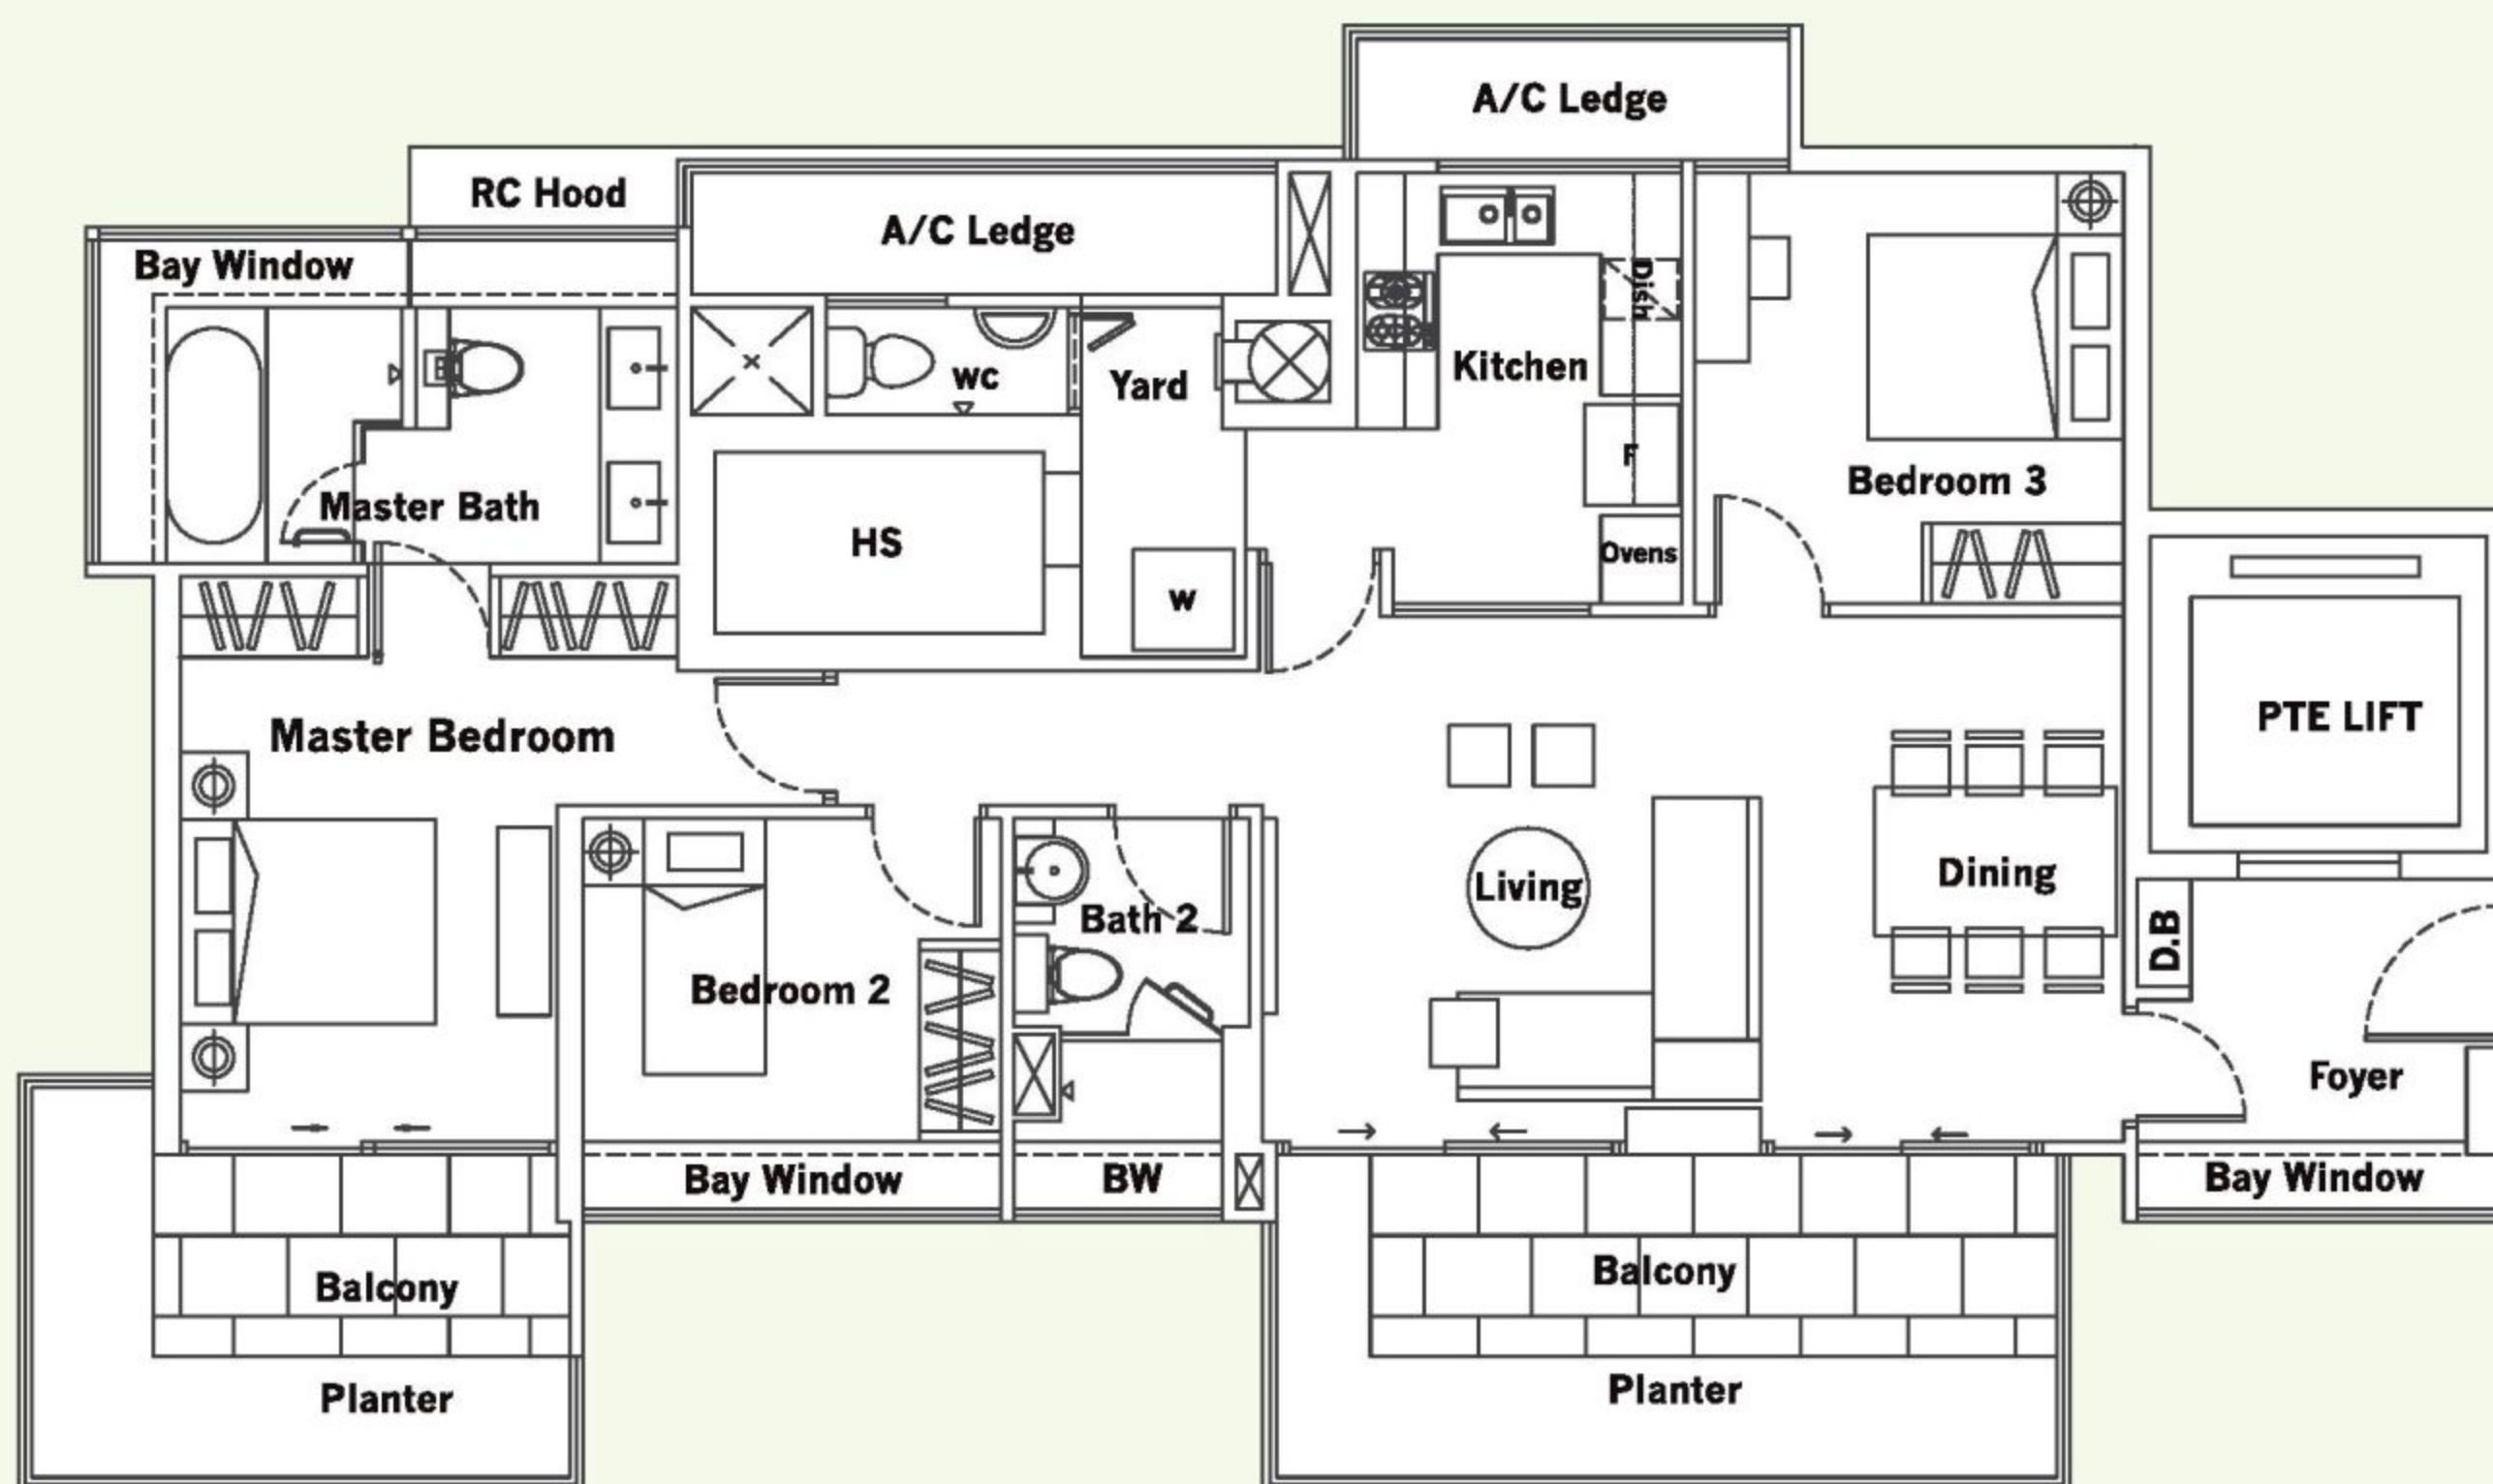 A/C Ledge
RC Hood
A/C Ledge
Bay Window
Dish
Kitchen
WC
Yard
F
Bedroom 3
Master Bath
HS
Ovens
W
PTE LIFT
Master Bedroom
Living
Dining
Bath 2
D.B
Bedroom 2
Foyer
Bay Window
BW
Bay Window
Balcony
Balcony
Planter
Planter